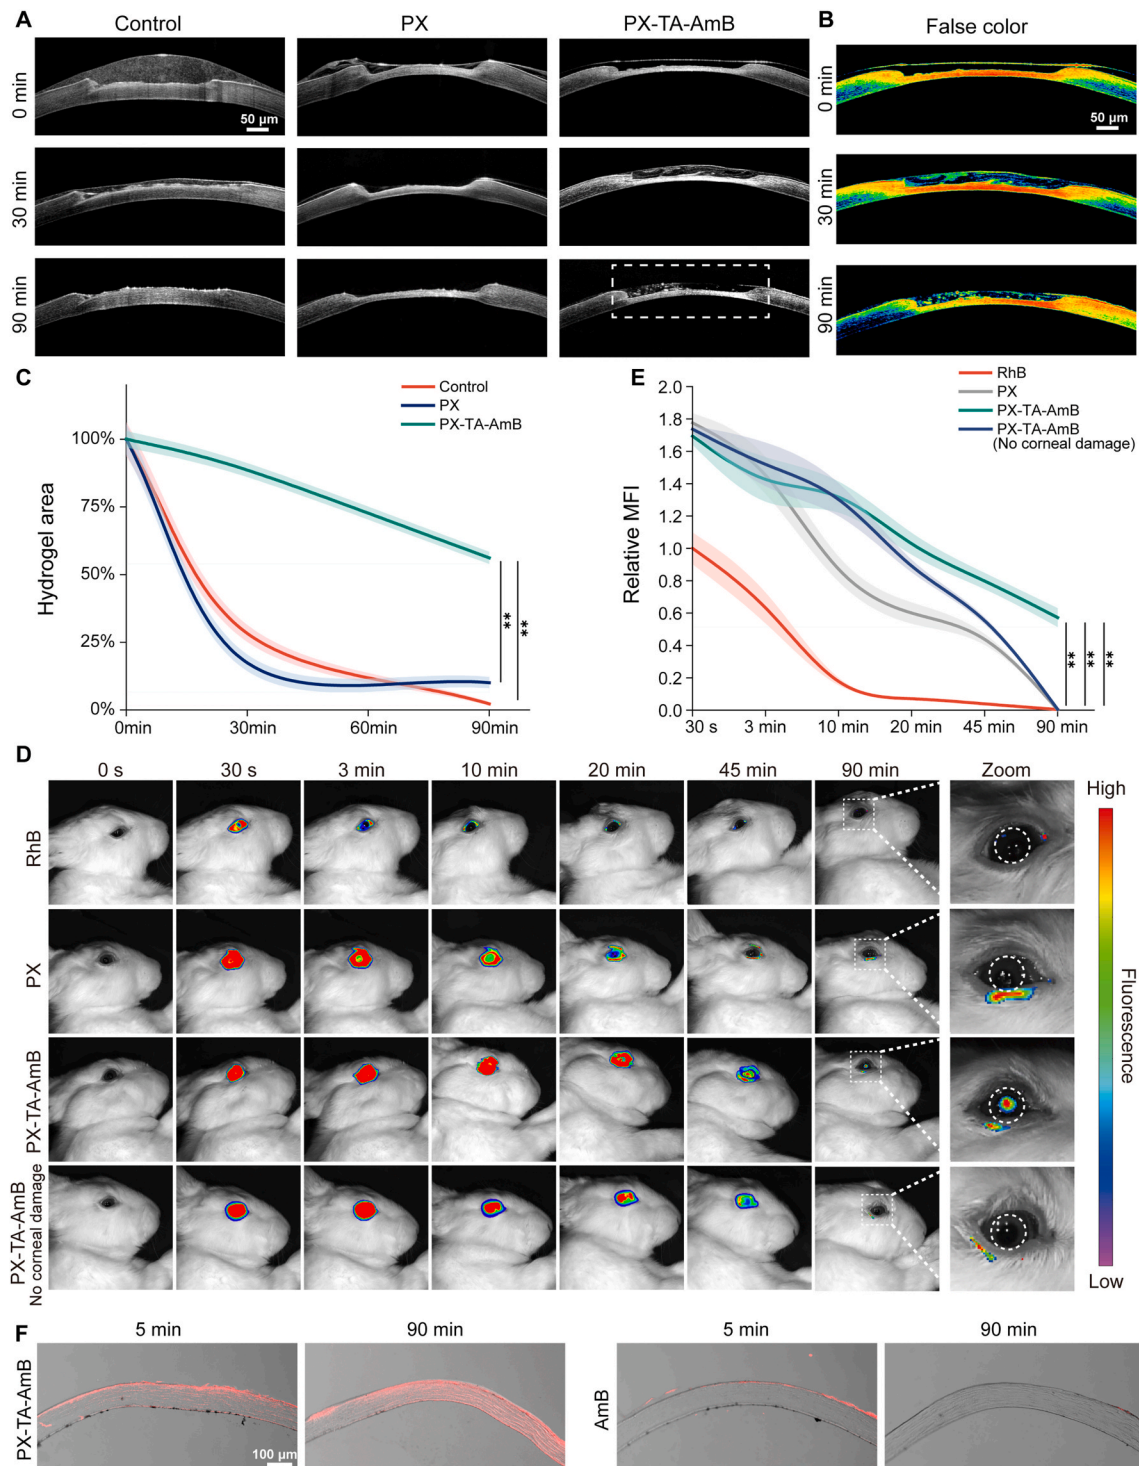 A
Control
PX
PX-TA-AmB
B
False color
0 min
50 µm
0 min
50 µm
30 min
30 min
90 min
90 min
C
Control
PX
PX-TA-AmB
Hydrogel area
100%
75%
50%
25%
0%
0min
30min
60min
90min
**
**
E
RhB
PX
PX-TA-AmB
PX-TA-AmB
(No corneal damage)
Relative MFI
2.0
1.8
1.6
1.4
1.2
1.0
0.8
0.6
0.4
0.2
0.0
30 s
3 min
10 min
20 min
45 min
90 min
**
**
**
D
0 s
30 s
3 min
10 min
20 min
45 min
90 min
Zoom
High
RhB
PX
PX-TA-AmB
PX-TA-AmB
No corneal damage
Fluorescence
Low
F
5 min
90 min
5 min
90 min
PX-TA-AmB
100 µm
AmB